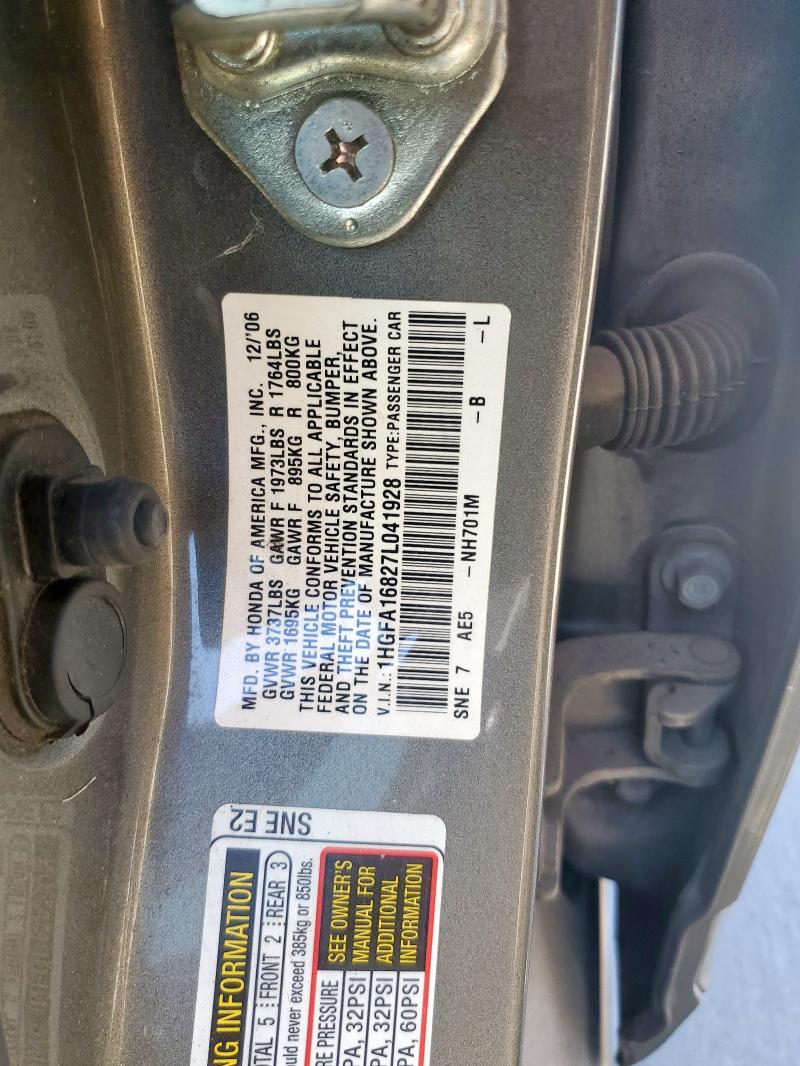 MFD. BY HONDA OF AMERICA MFG., INC. 12/'06
GVWR 3737LBS GAWR F 1973LBS R 1764LBS
GVWR 1695KG GAWR F 895KG R 800KG
THIS VEHICLE CONFORMS TO ALL APPLICABLE
FEDERAL MOTOR VEHICLE SAFETY, BUMPER,
AND THEFT PREVENTION STANDARDS IN EFFECT
ON THE DATE OF MANUFACTURE SHOWN ABOVE.
V.I.N.: 1HGFA16827L041928 TYPE:PASSENGER CAR
SNE 7 AE5 -NH701M -B -L
SNE E2
NG INFORMATION
OTAL 5 FRONT 2 REAR 3
ould never exceed 385kg or 850lbs.
RE PRESSURE
PA, 32PSI
PA, 32PSI
PA, 60PSI
SEE OWNER'S
MANUAL FOR
ADDITIONAL
INFORMATION